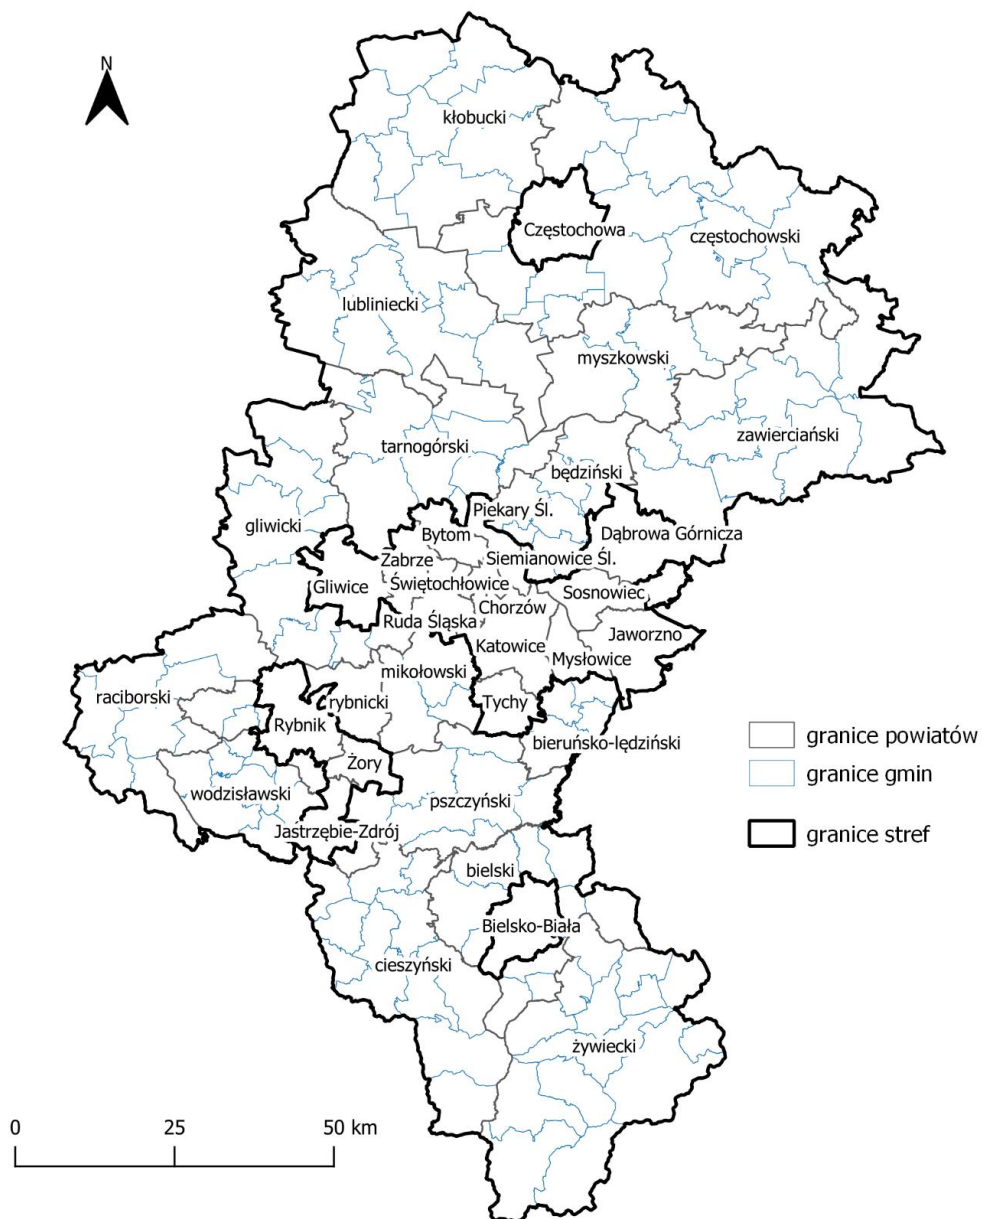 N
kłobucki
Częstochowa
częstochowski
lubliniecki
myszkowski
zawierciański
tarnogórski
będziński
Piekary Śl.
gliwicki
Bytom
Dąbrowa Górnicza
Zabrze
Siemianowice Śl.
Gliwice
Świętochłowice
Sosnowiec
Chorzów
Ruda Śląska
Jaworzno
Katowice
Mysłowice
mikołowski
raciborski
rybnicki
Tychy
Rybnik
bieruńsko-lędziński
granice powiatów
Żory
granice gmin
wodzisławski
pszczyński
Jastrzębie-Zdrój
granice stref
bielski
Bielsko-Biała
cieszyński
żywiecki
0 25 50 km